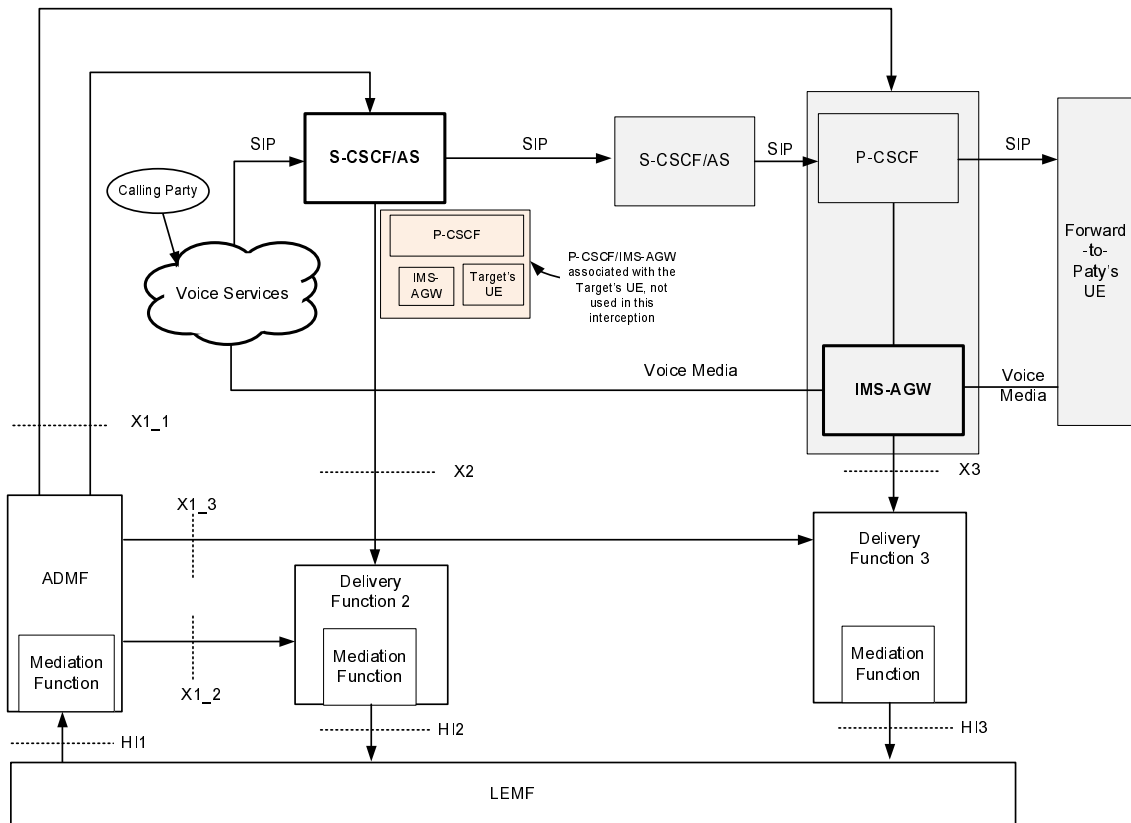 SIP
S-CSCF/AS
SIP
S-CSCF/AS
SIP
P-CSCF
SIP
Calling Party
Voice Services
P-CSCF
IMS-
AGW
Target's
UE
P-CSCF/IMS-AGW
associated with the
Target's UE, not
used in this
interception
Forward
-to-
Paty's
UE
Voice Media
IMS-AGW
Voice
Media
X1_1
X2
X3
X1_3
ADMF
Mediation
Function
X1_2
Delivery
Function 2
Mediation
Function
Delivery
Function 3
Mediation
Function
HI1
HI2
HI3
LEMF